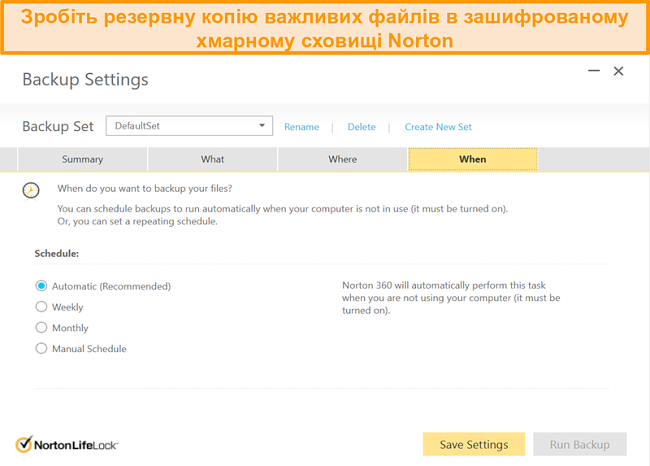 Зробіть резервну копію важливих файлів в зашифрованому
хмарному сховищі Norton
Backup Settings
Backup Set DefaultSet Rename | Delete | Create New Set
Summary What Where When
When do you want to backup your files?
You can schedule backups to run automatically when your computer is not in use (it must be turned on).
Or, you can set a repeating schedule.
Schedule:
Automatic (Recommended)
Weekly
Monthly
Manual Schedule
Norton 360 will automatically perform this task
when you are not using your computer (it must be
turned on).
NortonLifeLock
Save Settings Run Backup